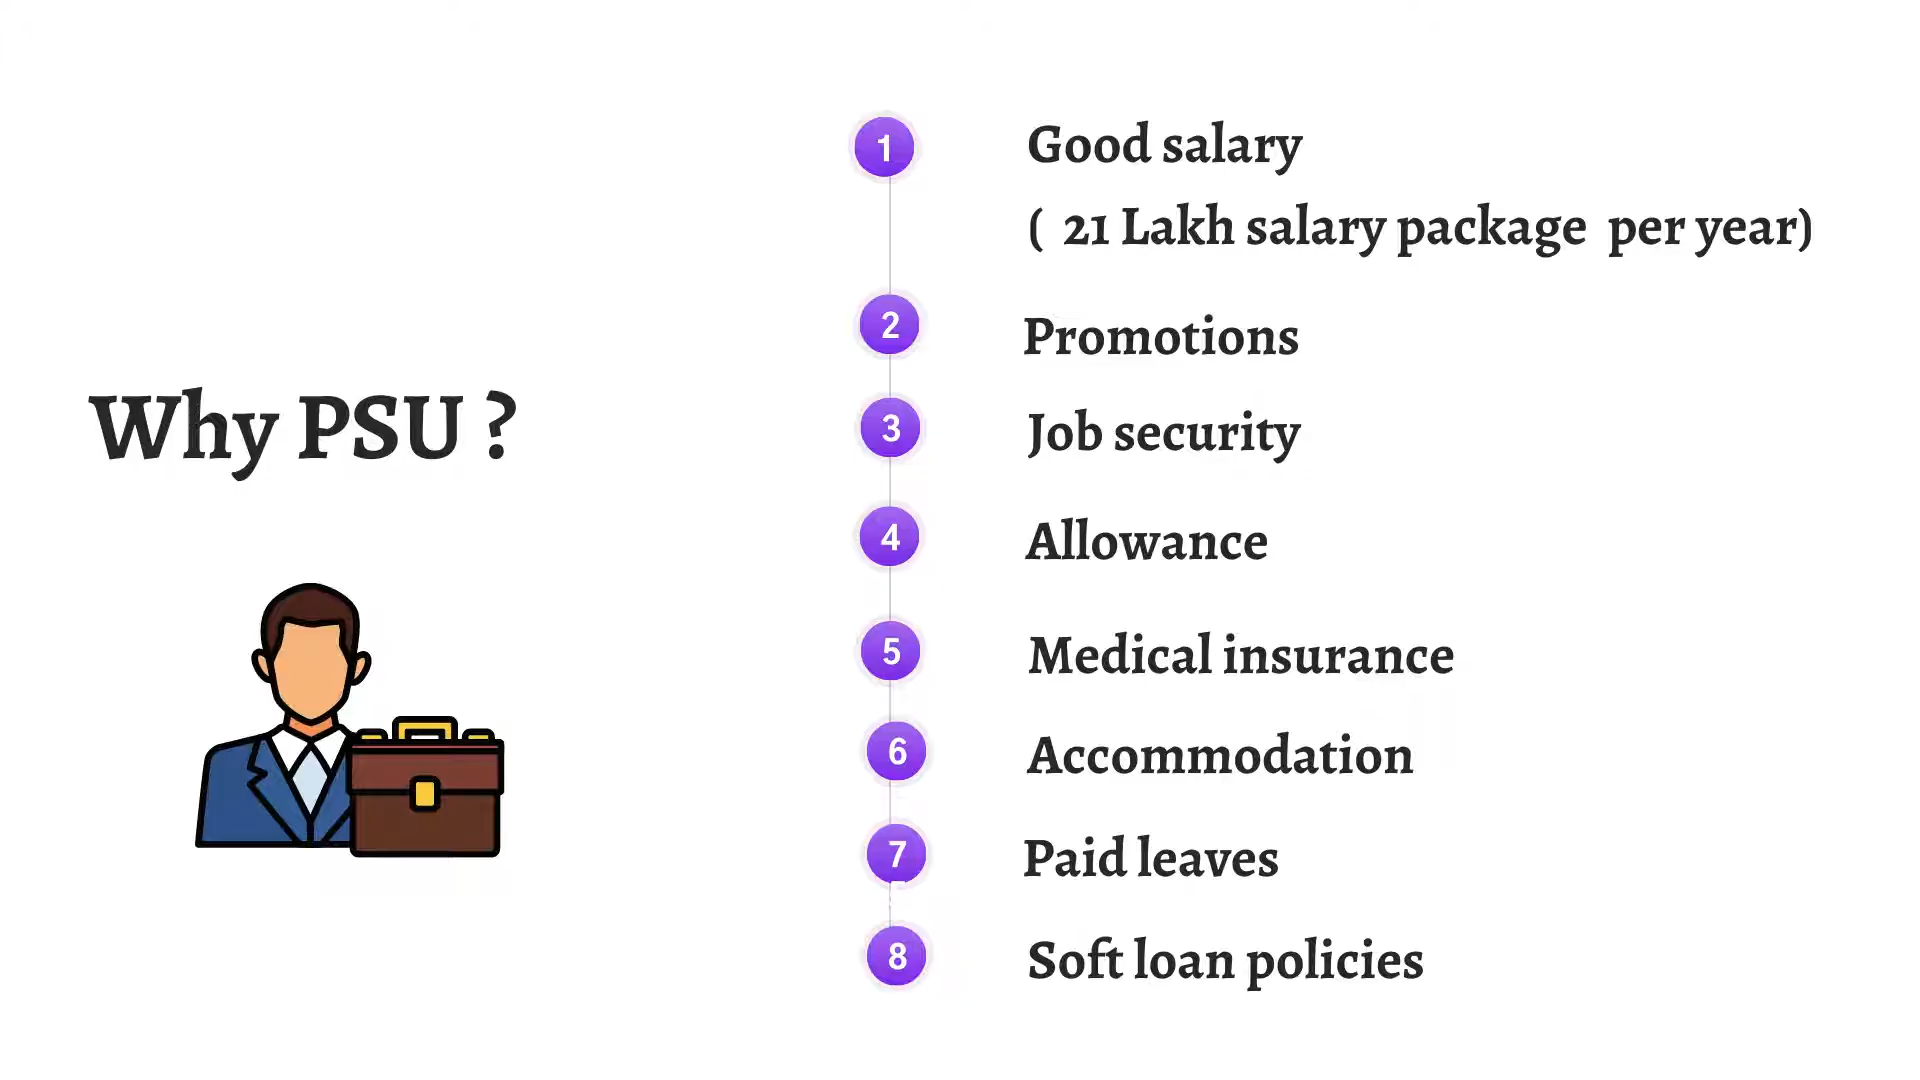 Why PSU ?
1
Good salary
( 21 Lakh salary package per year)
2
Promotions
3
Job security
4
Allowance
5
Medical insurance
6
Accommodation
7
Paid leaves
8
Soft loan policies